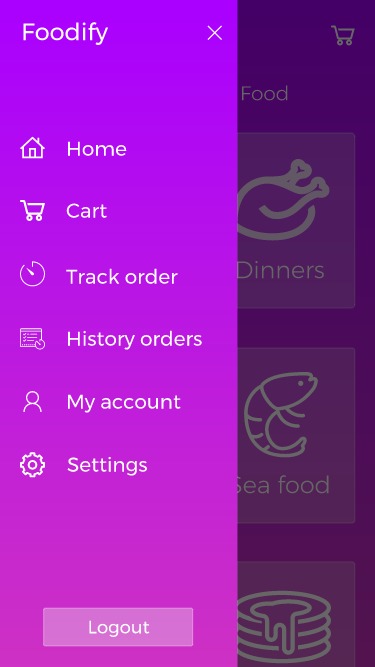 Foodify
Food
Home
Cart
Track order
Dinners
History orders
My account
Settings
Sea food
Logout